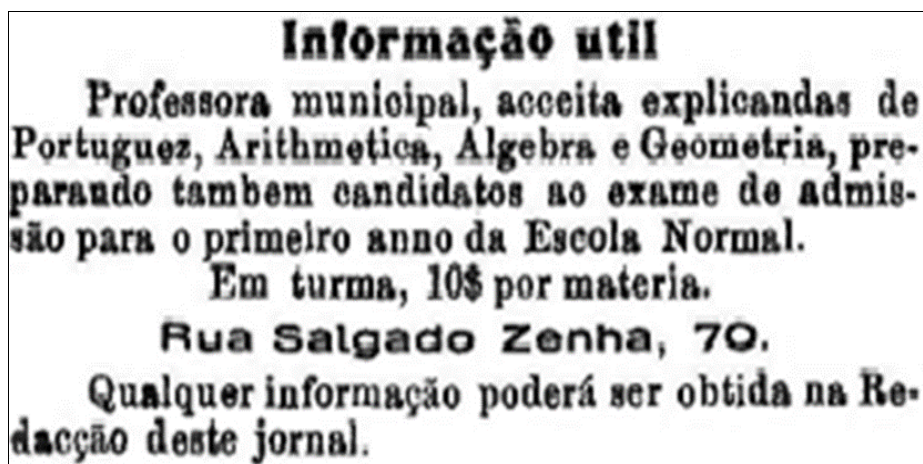 Informação util
Professora municipal, acceita explicandas de
Portuguez, Arithmetica, Algebra e Geometria, pre-
parando tambem candidatos ao exame de admis-
são para o primeiro anno da Escola Normal.
Em turma, 10$ por materia.
Rua Salgado Zenha, 70.
Qualquer informação poderá ser obtida na Re-
dacção deste jornal.